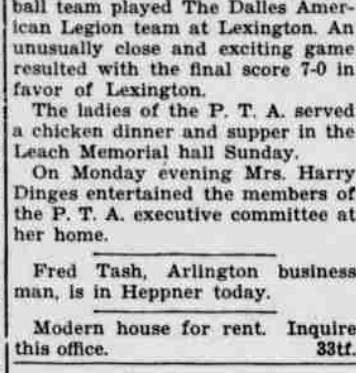 ball team played The Dalles Amer-
ican Legion team at Lexington. An
unusually close and exciting game
resulted with the final score 7-0 in
favor of Lexington.
The ladies of the P. T. A. served
a chicken dinner and supper in the
Leach Memorial hall Sunday.
On Monday evening Mrs. Harry
Dinges entertained the members of
the P. T. A. executive committee at
her home.
Fred Tash, Arlington business
man, is in Heppner today.
Modern house for rent. Inquire
this office. 33tf.